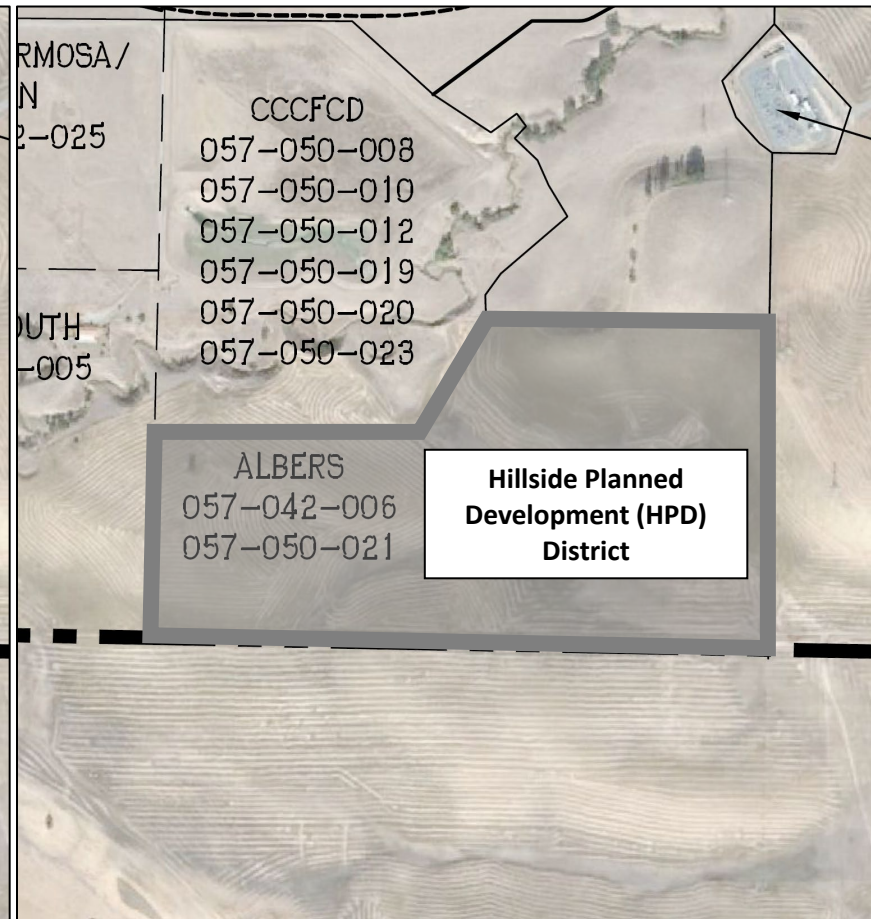 RMOSA/
N
2-025
CCCFCD
057-050-008
057-050-010
057-050-012
057-050-019
057-050-020
057-050-023
OUTH
-005
ALBERS
057-042-006
057-050-021
Hillside Planned
Development (HPD)
District